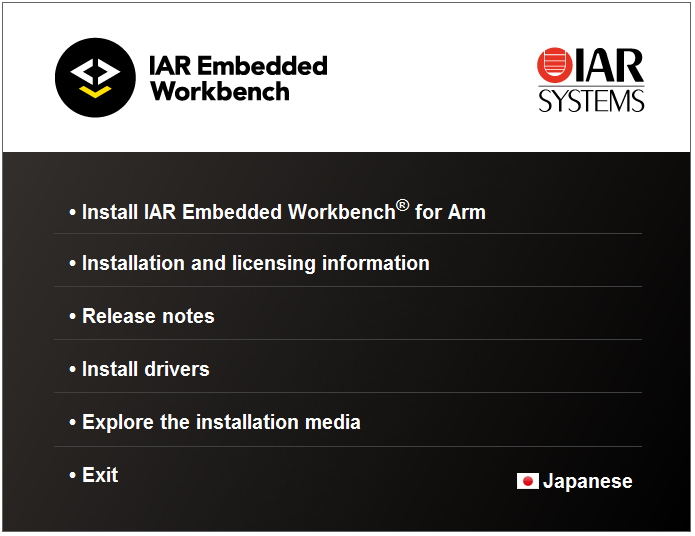 IAR Embedded
Workbench
IAR
SYSTEMS
• Install IAR Embedded Workbench® for Arm
• Installation and licensing information
• Release notes
• Install drivers
• Explore the installation media
• Exit
Japanese